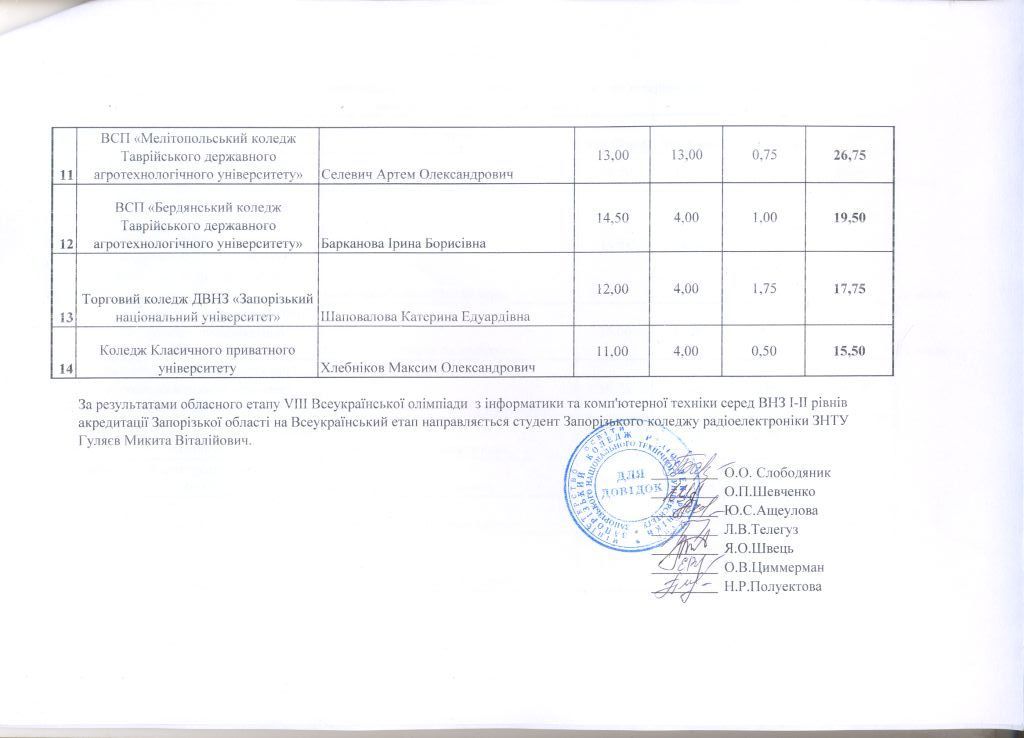 ВСП «Мелітопольський коледж
Таврійського державного
агротехнологічного університету»
11 Селевич Артем Олександрович 13,00 13,00 0,75 26,75
ВСП «Бердянський коледж
Таврійського державного
агротехнологічного університету»
12 Барканова Ірина Борисівна 14,50 4,00 1,00 19,50
Торговий коледж ДВНЗ «Запорізький
національний університет»
13 Шаповалова Катерина Едуардівна 12,00 4,00 1,75 17,75
Коледж Класичного приватного
університету
14 Хлебніков Максим Олександрович 11,00 4,00 0,50 15,50
За результатами обласного етапу VIII Всеукраїнської олімпіади з інформатики та комп'ютерної техніки серед ВНЗ I-II рівнів
акредитації Запорізької області на Всеукраїнський етап направляється студент Запорізького коледжу радіоелектроніки ЗНТУ
Гуляєв Микита Віталійович.
ДЛЯ
ДОВІДОК
О.О. Слободяник
О.П.Шевченко
Ю.С.Ащеулова
Л.В.Телегуз
Я.О.Швець
О.В.Циммерман
Н.Р.Полуектова